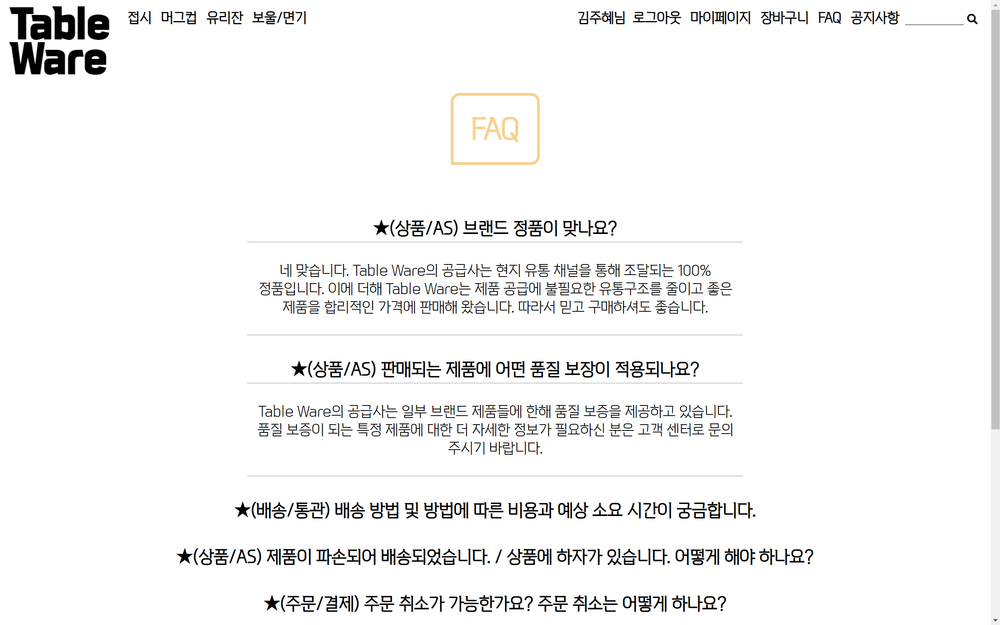 Table
Ware
접시 머그컵 유리잔 보울/면기
김주혜님 로그아웃 마이페이지 장바구니 FAQ 공지사항
FAQ
★(상품/AS) 브랜드 정품이 맞나요?
네 맞습니다. Table Ware의 공급사는 현지 유통 채널을 통해 조달되는 100%
정품입니다. 이에 더해 Table Ware는 제품 공급에 불필요한 유통구조를 줄이고 좋은
제품을 합리적인 가격에 판매해 왔습니다. 따라서 믿고 구매하셔도 좋습니다.
★(상품/AS) 판매되는 제품에 어떤 품질 보장이 적용되나요?
Table Ware의 공급사는 일부 브랜드 제품들에 한해 품질 보증을 제공하고 있습니다.
품질 보증이 되는 특정 제품에 대한 더 자세한 정보가 필요하신 분은 고객 센터로 문의
주시기 바랍니다.
★(배송/통관) 배송 방법 및 방법에 따른 비용과 예상 소요 시간이 궁금합니다.
★(상품/AS) 제품이 파손되어 배송되었습니다. / 상품에 하자가 있습니다. 어떻게 해야 하나요?
★(주문/결제) 주문 취소가 가능한가요? 주문 취소는 어떻게 하나요?